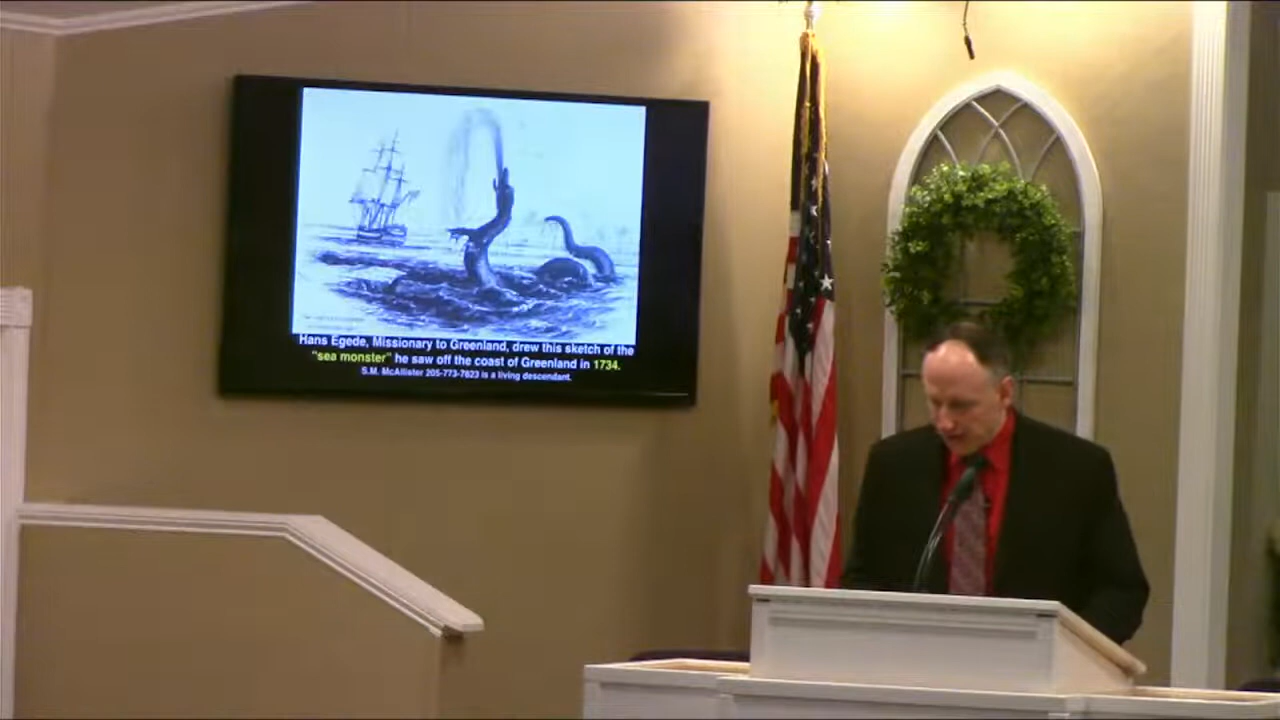 Hans Egede, Missionary to Greenland, drew this sketch of the
"sea monster" he saw off the coast of Greenland in 1734.
S.M. McAllister 205-773-7623 is a living descendant.